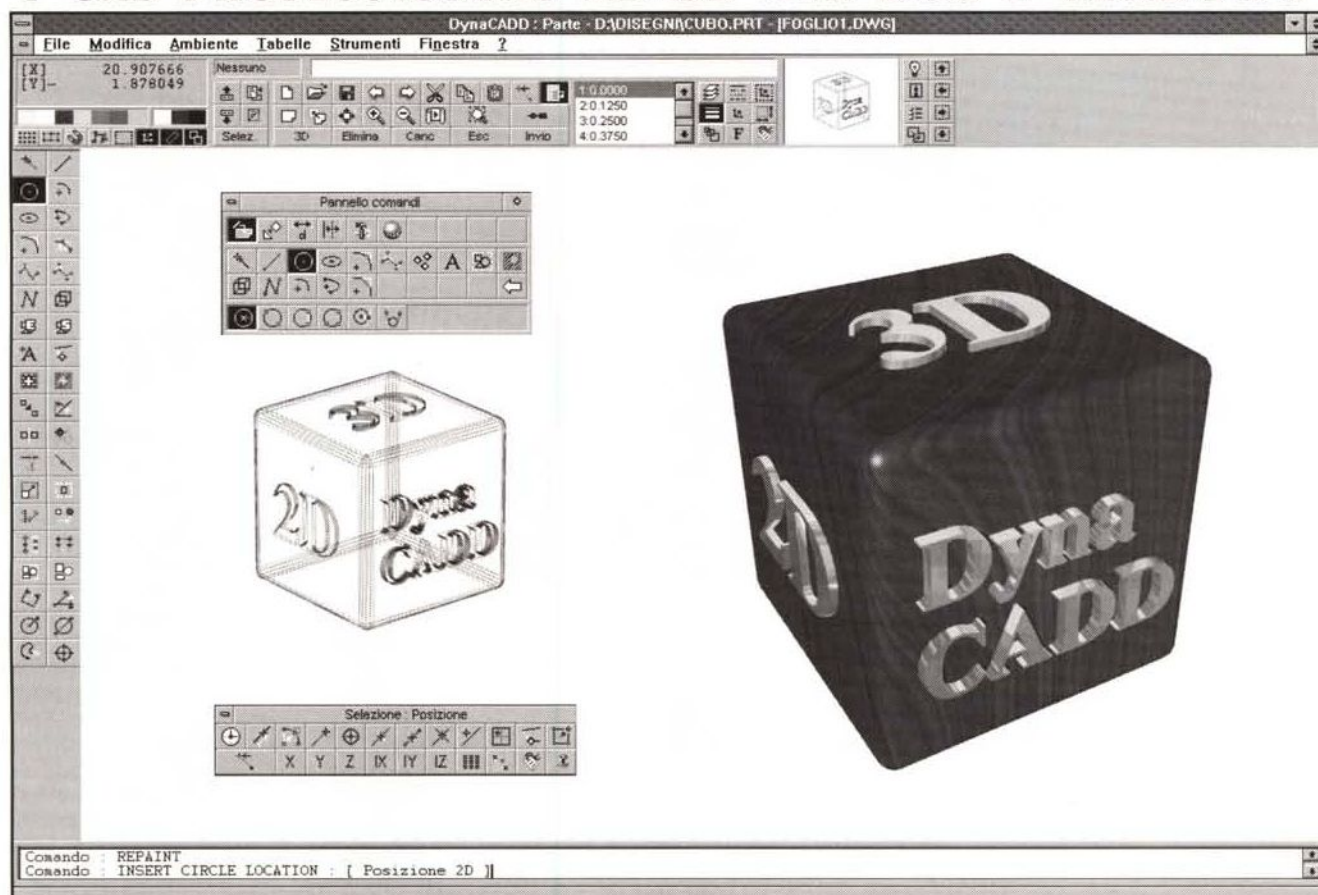 DynaCADD : Parte - D:\DISEGNI\CUBO.PRT - [FOGLIO1.DWG]
File Modifica Ambiente Tabelle Strumenti Finestra ?
[X] 20.907666
[Y]- 1.878049
Nessuno
1:0.0000
2:0.1250
3:0.2500
4:0.3750
Selez. 3D Elimina Canc Esc Invio
Pannello comandi
3D
2D
Dyna
CADD
3D
2D
Dyna
CADD
Selezione : Posizione
X Y Z IX IY IZ
Comando : REPAINT
Comando : INSERT CIRCLE LOCATION : [ Posizione 2D ]